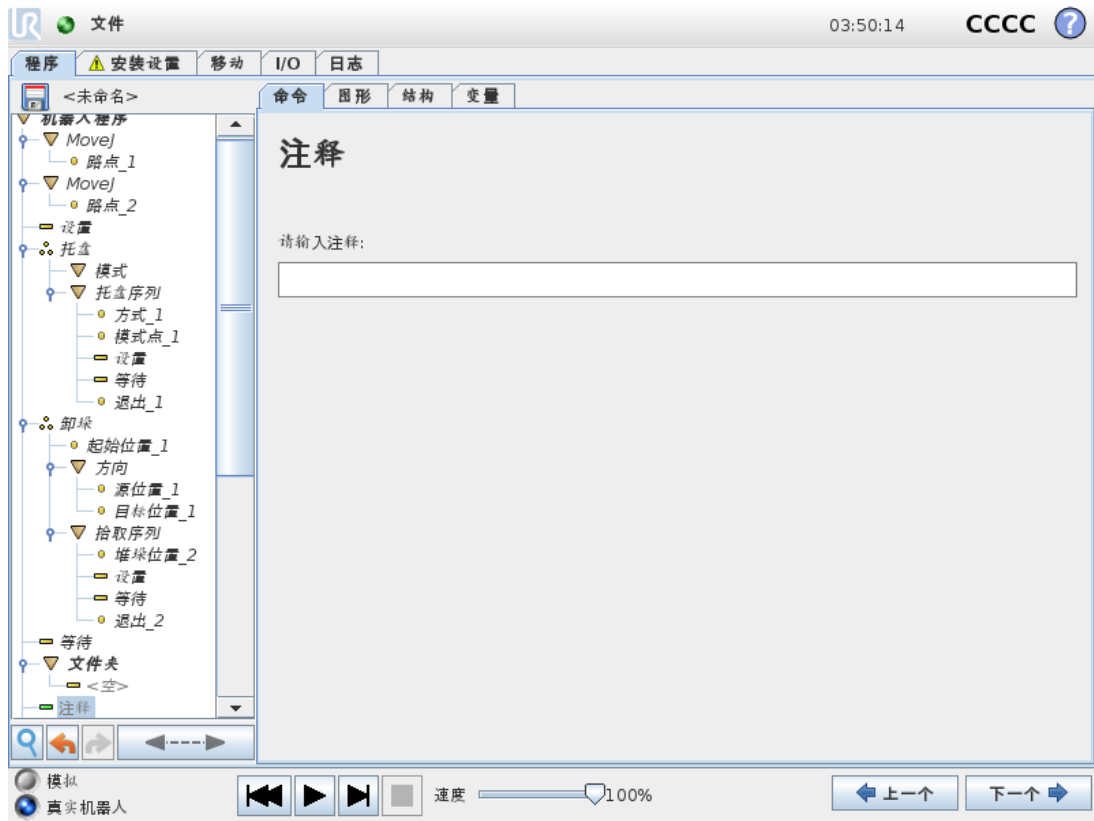 UR 文件 03:50:14 CCCC ?
程序 安装设置 移动 I/O 日志
<未命名>
命令 图形 结构 变量
机器人程序
MoveJ
路点_1
MoveJ
路点_2
设置
托盘
模式
托盘序列
方式_1
模式点_1
设置
等待
退出_1
卸垛
起始位置_1
方向
源位置_1
目标位置_1
拾取序列
堆垛位置_2
设置
等待
退出_2
等待
文件夹
<空>
注释
注释
请输入注释:
模拟
真实机器人
速度 100%
上一个 下一个